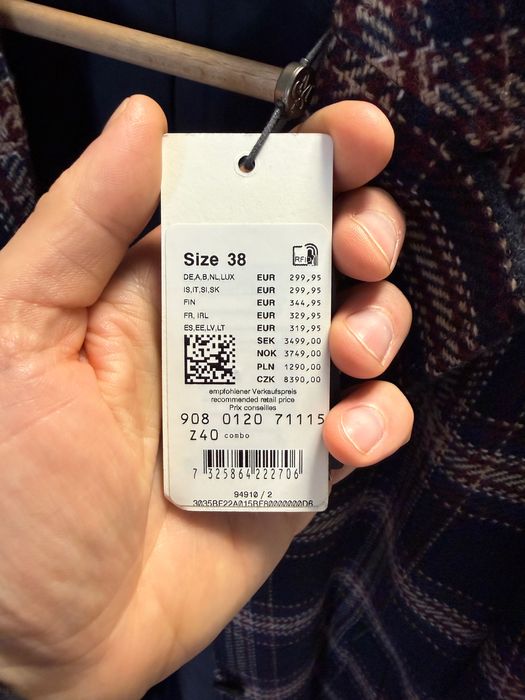 Size 38
RFID
DE,A,B,NL,LUX EUR 299,95
IS,IT,SI,SK EUR 299,95
FIN EUR 344,95
FR, IRL EUR 329,95
ES,EE,LV,LT EUR 319,95
SEK 3499,00
NOK 3749,00
PLN 1290,00
CZK 8390,00
empfohlener Verkaufspreis
recommended retail price
Prix conseilles
908 0120 71115
Z40 combo
7 325864 222706
94910 / 2